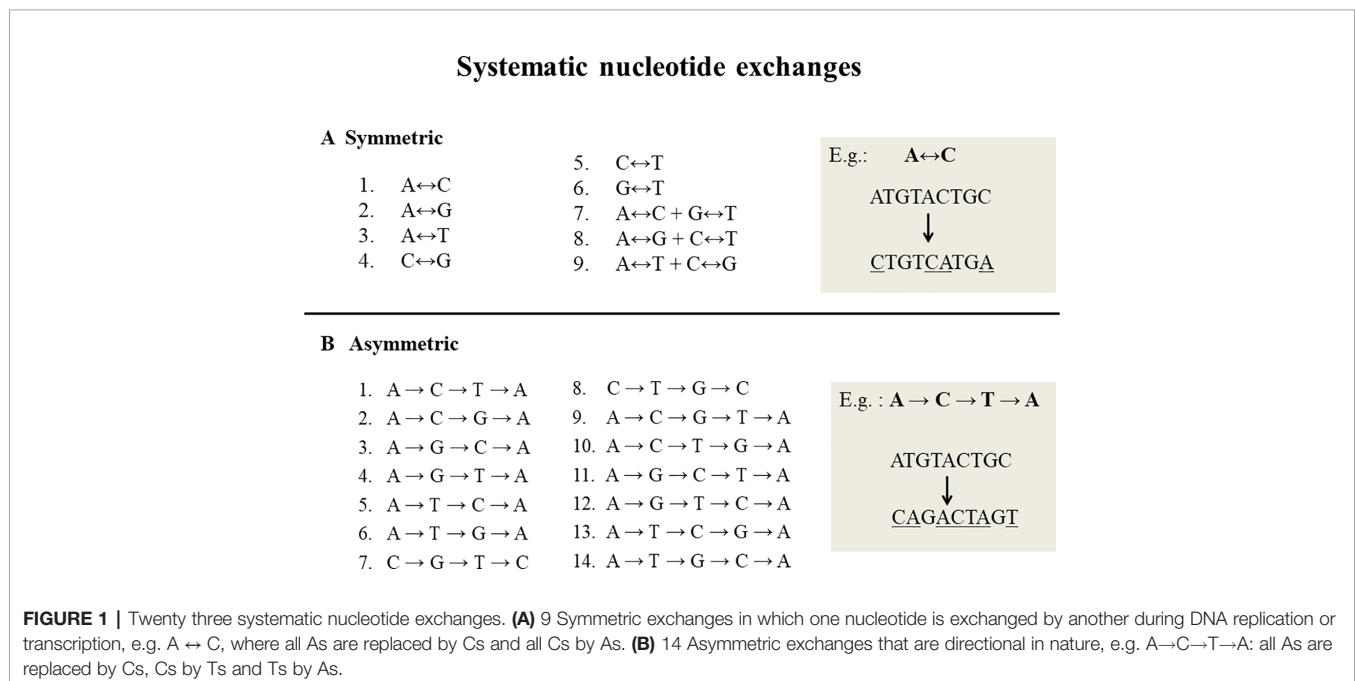 Systematic nucleotide exchanges
A Symmetric
1. A↔C
2. A↔G
3. A↔T
4. C↔G
5. C↔T
6. G↔T
7. A↔C + G↔T
8. A↔G + C↔T
9. A↔T + C↔G
E.g.: A↔C
ATGTACTGC
↓
CTGTCATGA
B Asymmetric
1. A → C → T → A
2. A → C → G → A
3. A → G → C → A
4. A → G → T → A
5. A → T → C → A
6. A → T → G → A
7. C → G → T → C
8. C → T → G → C
9. A → C → G → T → A
10. A → C → T → G → A
11. A → G → C → T → A
12. A → G → T → C → A
13. A → T → C → G → A
14. A → T → G → C → A
E.g. : A → C → T → A
ATGTACTGC
↓
CAGACTAGT
FIGURE 1 | Twenty three systematic nucleotide exchanges. (A) 9 Symmetric exchanges in which one nucleotide is exchanged by another during DNA replication or
transcription, e.g. A ↔ C, where all As are replaced by Cs and all Cs by As. (B) 14 Asymmetric exchanges that are directional in nature, e.g. A→C→T→A: all As are
replaced by Cs, Cs by Ts and Ts by As.